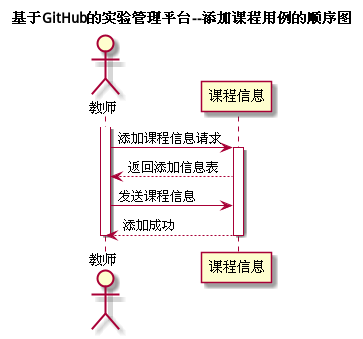 基于GitHub的实验管理平台--添加课程用例的顺序图
教师
课程信息
添加课程信息请求
返回添加信息表
发送课程信息
添加成功
教师
课程信息